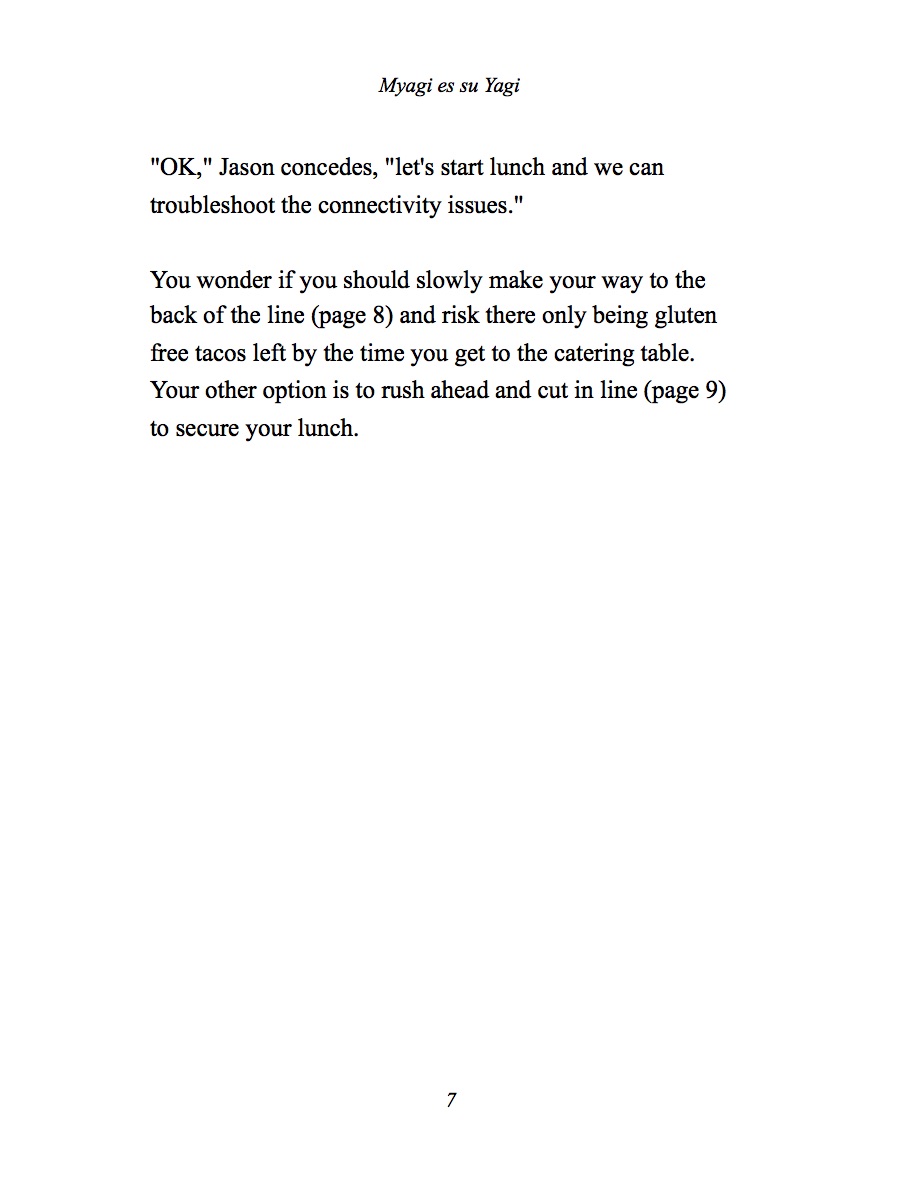 Myagi es su Yagi
"OK," Jason concedes, "let's start lunch and we can
troubleshoot the connectivity issues."
You wonder if you should slowly make your way to the
back of the line (page 8) and risk there only being gluten
free tacos left by the time you get to the catering table.
Your other option is to rush ahead and cut in line (page 9)
to secure your lunch.
7